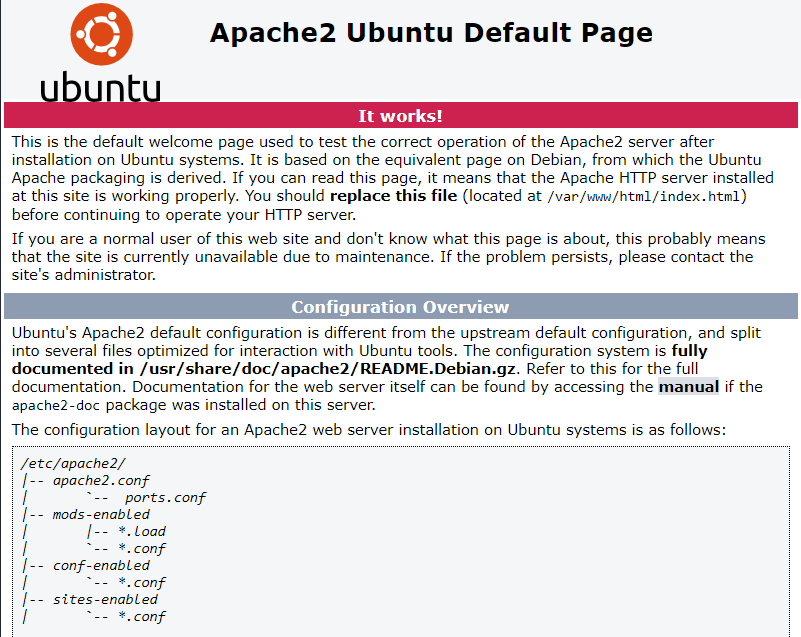 ubuntu
Apache2 Ubuntu Default Page
It works!
This is the default welcome page used to test the correct operation of the Apache2 server after
installation on Ubuntu systems. It is based on the equivalent page on Debian, from which the Ubuntu
Apache packaging is derived. If you can read this page, it means that the Apache HTTP server installed
at this site is working properly. You should replace this file (located at /var/www/html/index.html)
before continuing to operate your HTTP server.
If you are a normal user of this web site and don't know what this page is about, this probably means
that the site is currently unavailable due to maintenance. If the problem persists, please contact the
site's administrator.
Configuration Overview
Ubuntu's Apache2 default configuration is different from the upstream default configuration, and split
into several files optimized for interaction with Ubuntu tools. The configuration system is fully
documented in /usr/share/doc/apache2/README.Debian.gz. Refer to this for the full
documentation. Documentation for the web server itself can be found by accessing the manual if the
apache2-doc package was installed on this server.
The configuration layout for an Apache2 web server installation on Ubuntu systems is as follows:
/etc/apache2/
|-- apache2.conf
|       `--  ports.conf
|-- mods-enabled
|       |-- *.load
|       `-- *.conf
|-- conf-enabled
|       `-- *.conf
|-- sites-enabled
|       `-- *.conf